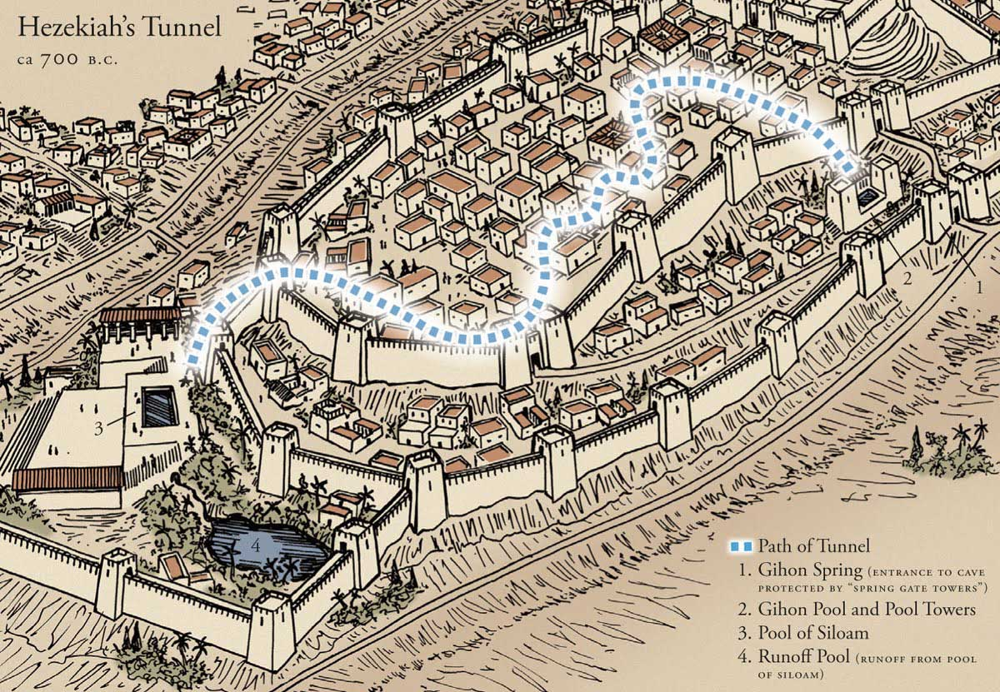 Hezekiah's Tunnel
ca 700 B.C.
2
1
3
4
Path of Tunnel
1. Gihon Spring (ENTRANCE TO CAVE
PROTECTED BY “SPRING GATE TOWERS”)
2. Gihon Pool and Pool Towers
3. Pool of Siloam
4. Runoff Pool (RUNOFF FROM POOL
OF SILOAM)